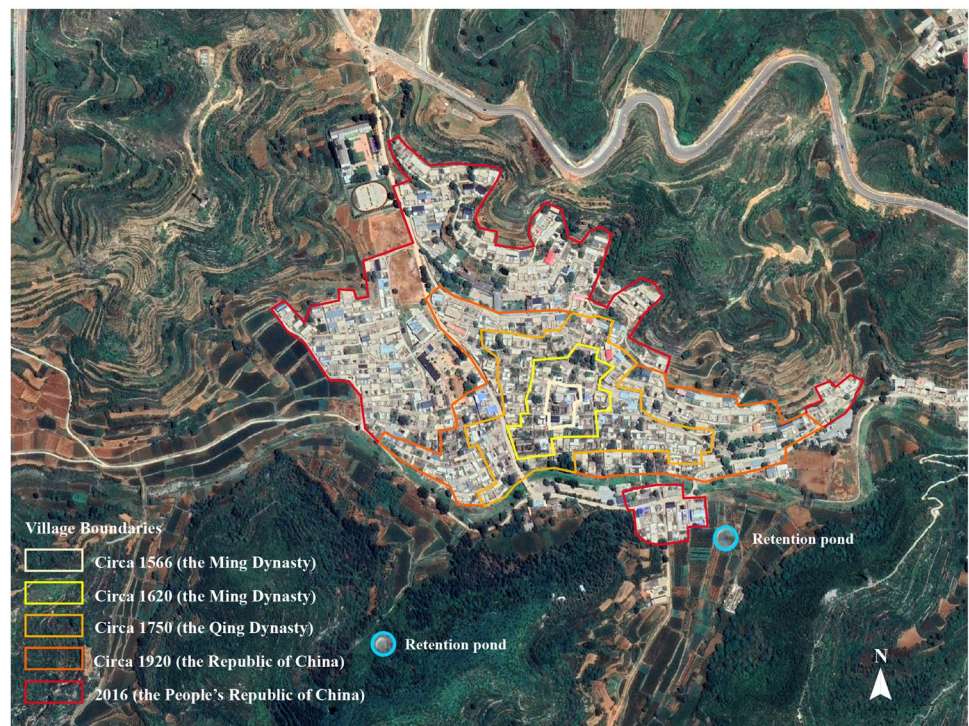 N
Retention pond
Retention pond
Village Boundaries
Circa 1566 (the Ming Dynasty)
Circa 1620 (the Ming Dynasty)
Circa 1750 (the Qing Dynasty)
Circa 1920 (the Republic of China)
2016 (the People's Republic of China)